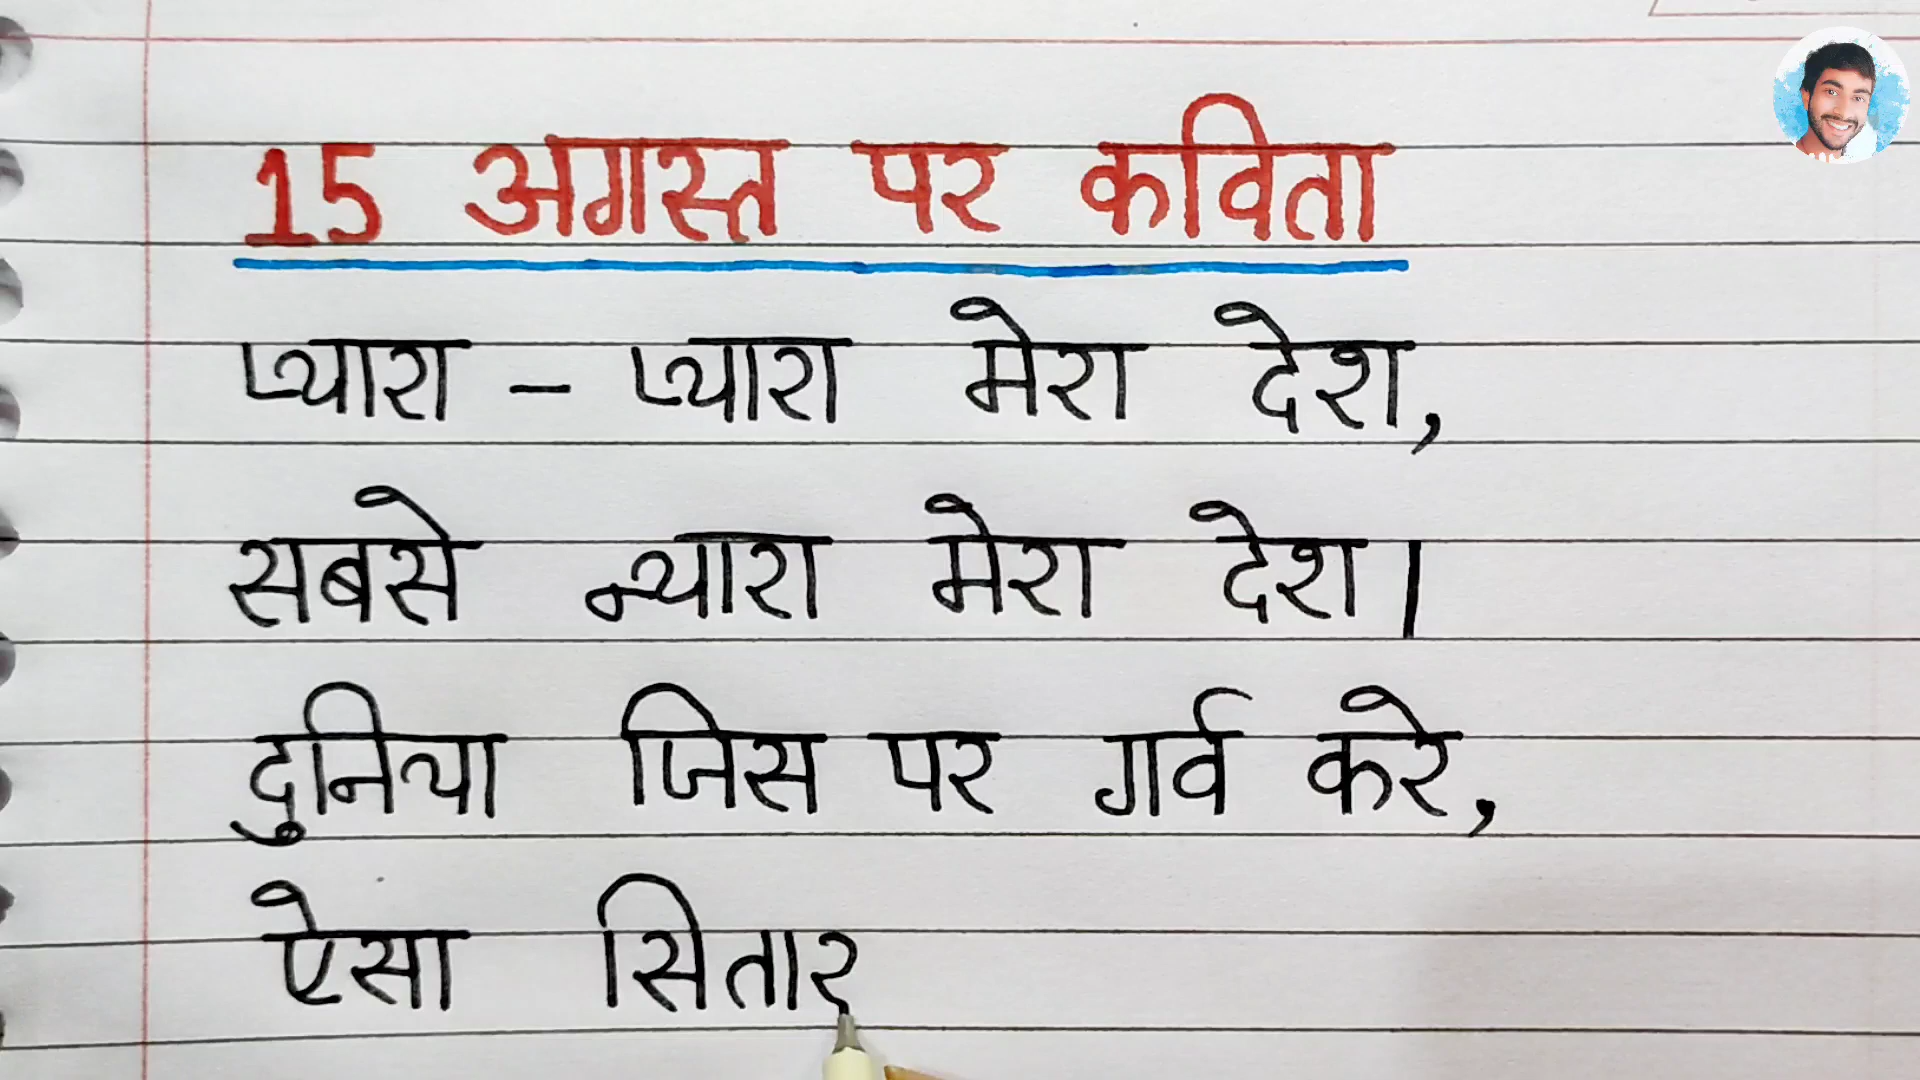 15 अगस्त पर कविता
प्यारा - प्यारा मेरा देश,
सबसे न्यारा मेरा देश।
दुनिया जिस पर गर्व करे,
ऐसा सितार